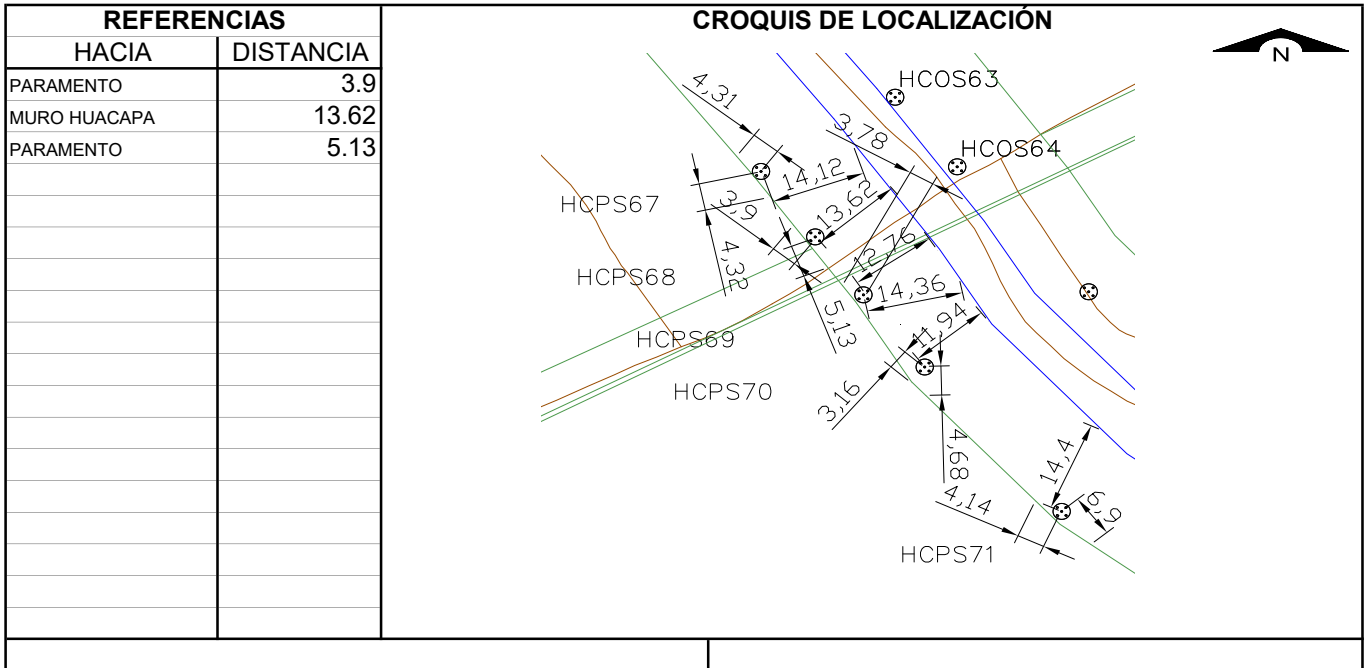 REFERENCIAS
HACIA DISTANCIA
PARAMENTO 3.9
MURO HUACAPA 13.62
PARAMENTO 5.13
CROQUIS DE LOCALIZACIÓN
N
HCOS63
4,31
3,78
HCOS64
14,12
HCPS67
3,9
13,62
12,76
4,32
HCPS68
14,36
5,13
11,94
HCPS69
HCPS70
3,16
4,68
14,4
4,14
6,9
HCPS71